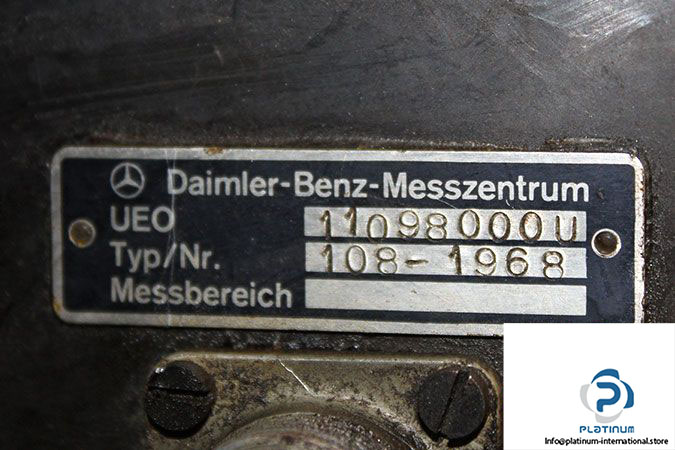 Daimler-Benz-Messzentrum
UEO 11098000U
Typ/Nr. 108-1968
Messbereich
PLATINUM
Info@platinum-international.store